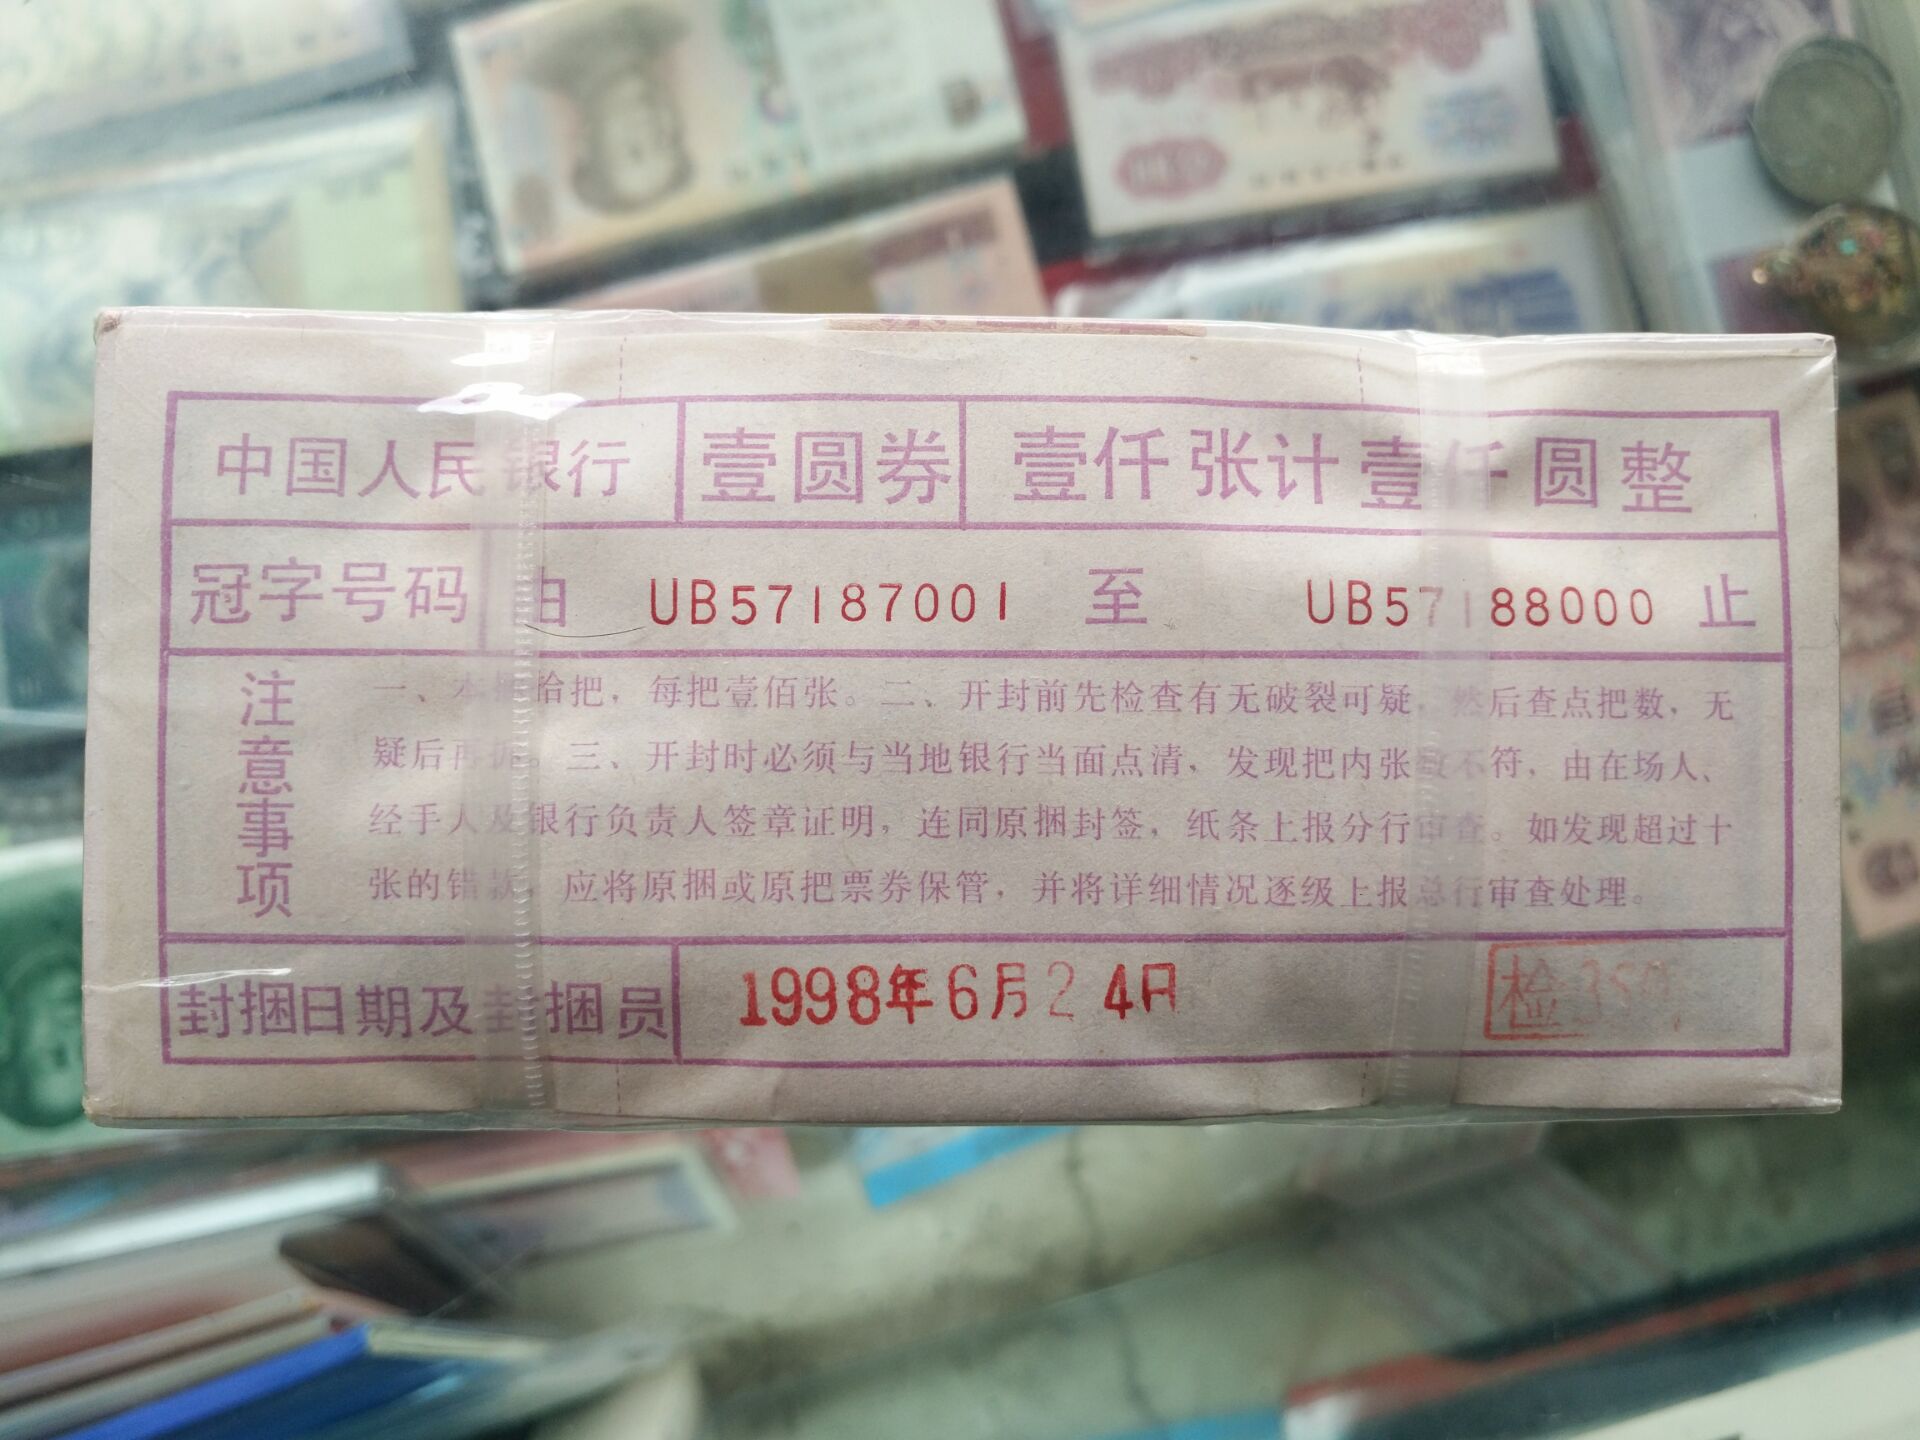 中国人民银行 壹圆券 壹仟张计壹仟圆整
冠字号码 由 UB57187001 至 UB57188000 止
注意事项
一、本捆拾把，每把壹佰张。二、开封前先检查有无破裂可疑，然后查点把数，无
疑后再拆。三、开封时必须与当地银行当面点清，发现把内张数不符，由在场人、
经手人及银行负责人签章证明，连同原捆封签，纸条上报分行审查。如发现超过十
张的错款，应将原捆或原把票券保管，并将详细情况逐级上报总行审查处理。
封捆日期及封捆员 1998年6月24日 检